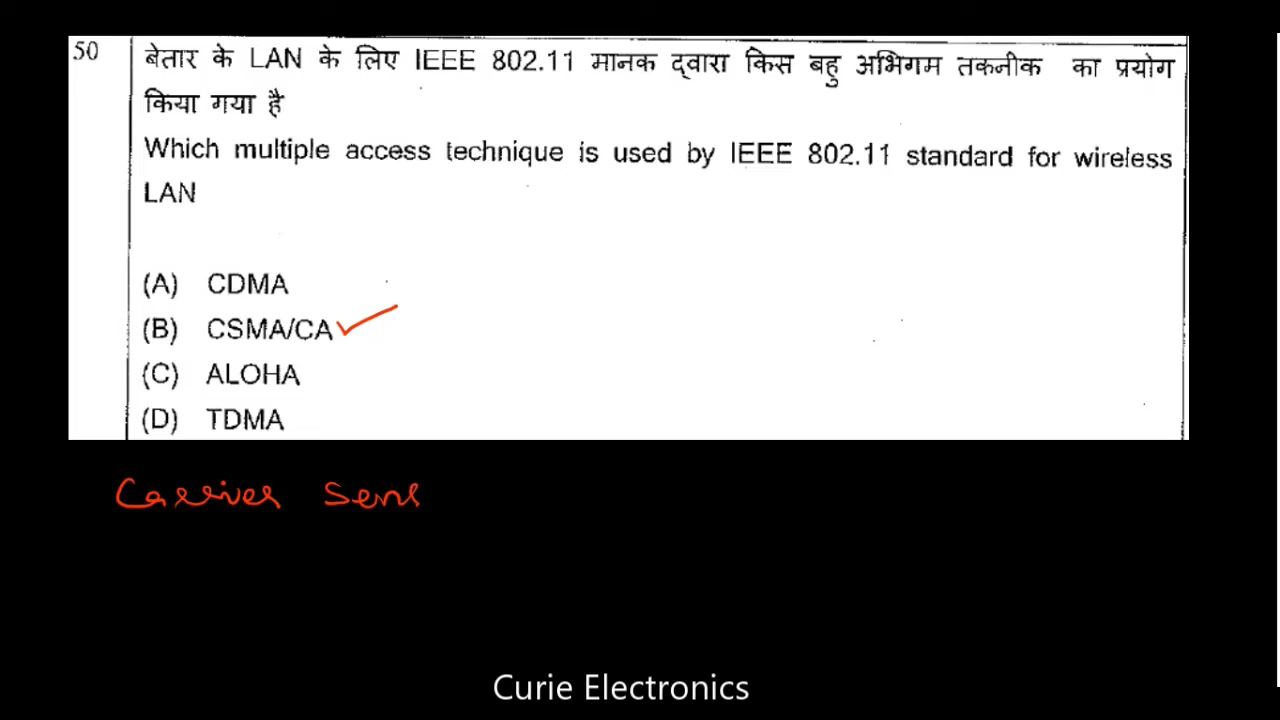 50
बेतार के LAN के लिए IEEE 802.11 मानक द्वारा किस बहु अभिगम तकनीक का प्रयोग
किया गया है
Which multiple access technique is used by IEEE 802.11 standard for wireless
LAN
(A) CDMA
(B) CSMA/CA
(C) ALOHA
(D) TDMA
Carrier Sens
Curie Electronics